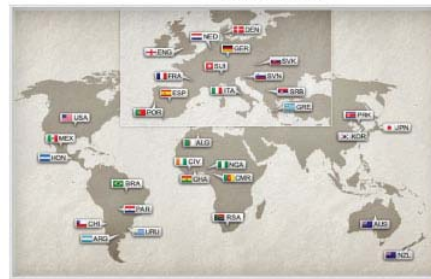 DEN
NED
ENG
GER
SVK
SUI
FRA
SVN
ESP
ITA
SRB
GRE
POR
USA
PRK
JPN
MEX
KOR
HON
ALG
CIV
NGA
GHA
CMR
BRA
PAR
RSA
CHI
URU
ARG
AUS
NZL